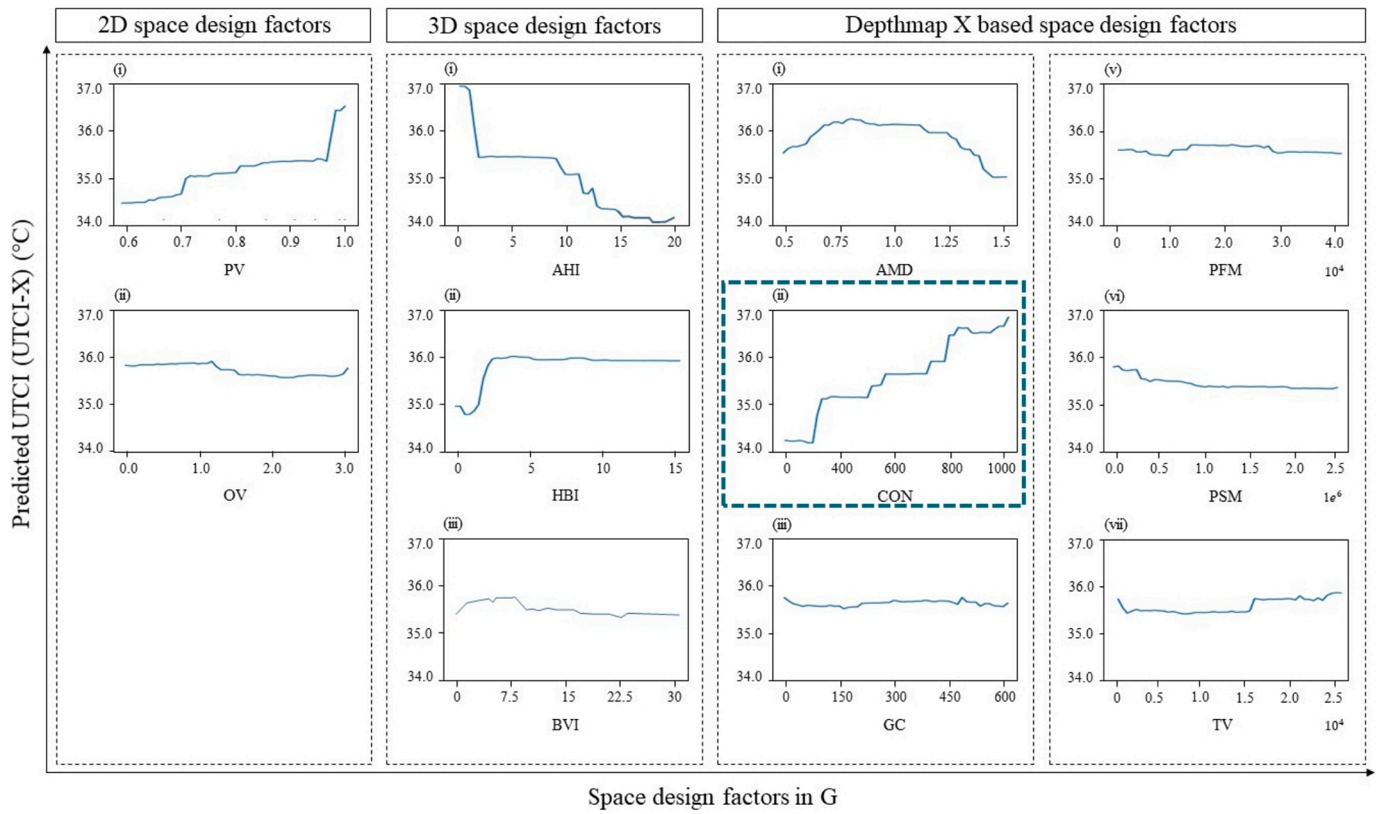 2D space design factors
3D space design factors
Depthmap X based space design factors
Predicted UTCI (UTCI-X) (°C)
(i)
37.0
36.0
35.0
34.0
0.6 0.7 0.8 0.9 1.0
PV
(ii)
37.0
36.0
35.0
34.0
0.0 1.0 2.0 3.0
OV
(i)
37.0
36.0
35.0
34.0
0 5 10 15 20
AHI
(ii)
37.0
36.0
35.0
34.0
0 5 10 15
HBI
(iii)
37.0
36.0
35.0
34.0
0 7.5 15 22.5 30
BVI
(i)
37.0
36.0
35.0
34.0
0.5 0.75 1.0 1.25 1.5
AMD
(ii)
37.0
36.0
35.0
34.0
0 400 600 800 1000
CON
(iii)
37.0
36.0
35.0
34.0
0 150 300 450 600
GC
(v)
37.0
36.0
35.0
34.0
0 1.0 2.0 3.0 4.0
PFM 10⁴
(vi)
37.0
36.0
35.0
34.0
0.0 0.5 1.0 1.5 2.0 2.5
PSM 1e⁶
(vii)
37.0
36.0
35.0
34.0
0 0.5 1.0 1.5 2.0 2.5
TV 10⁴
Space design factors in G